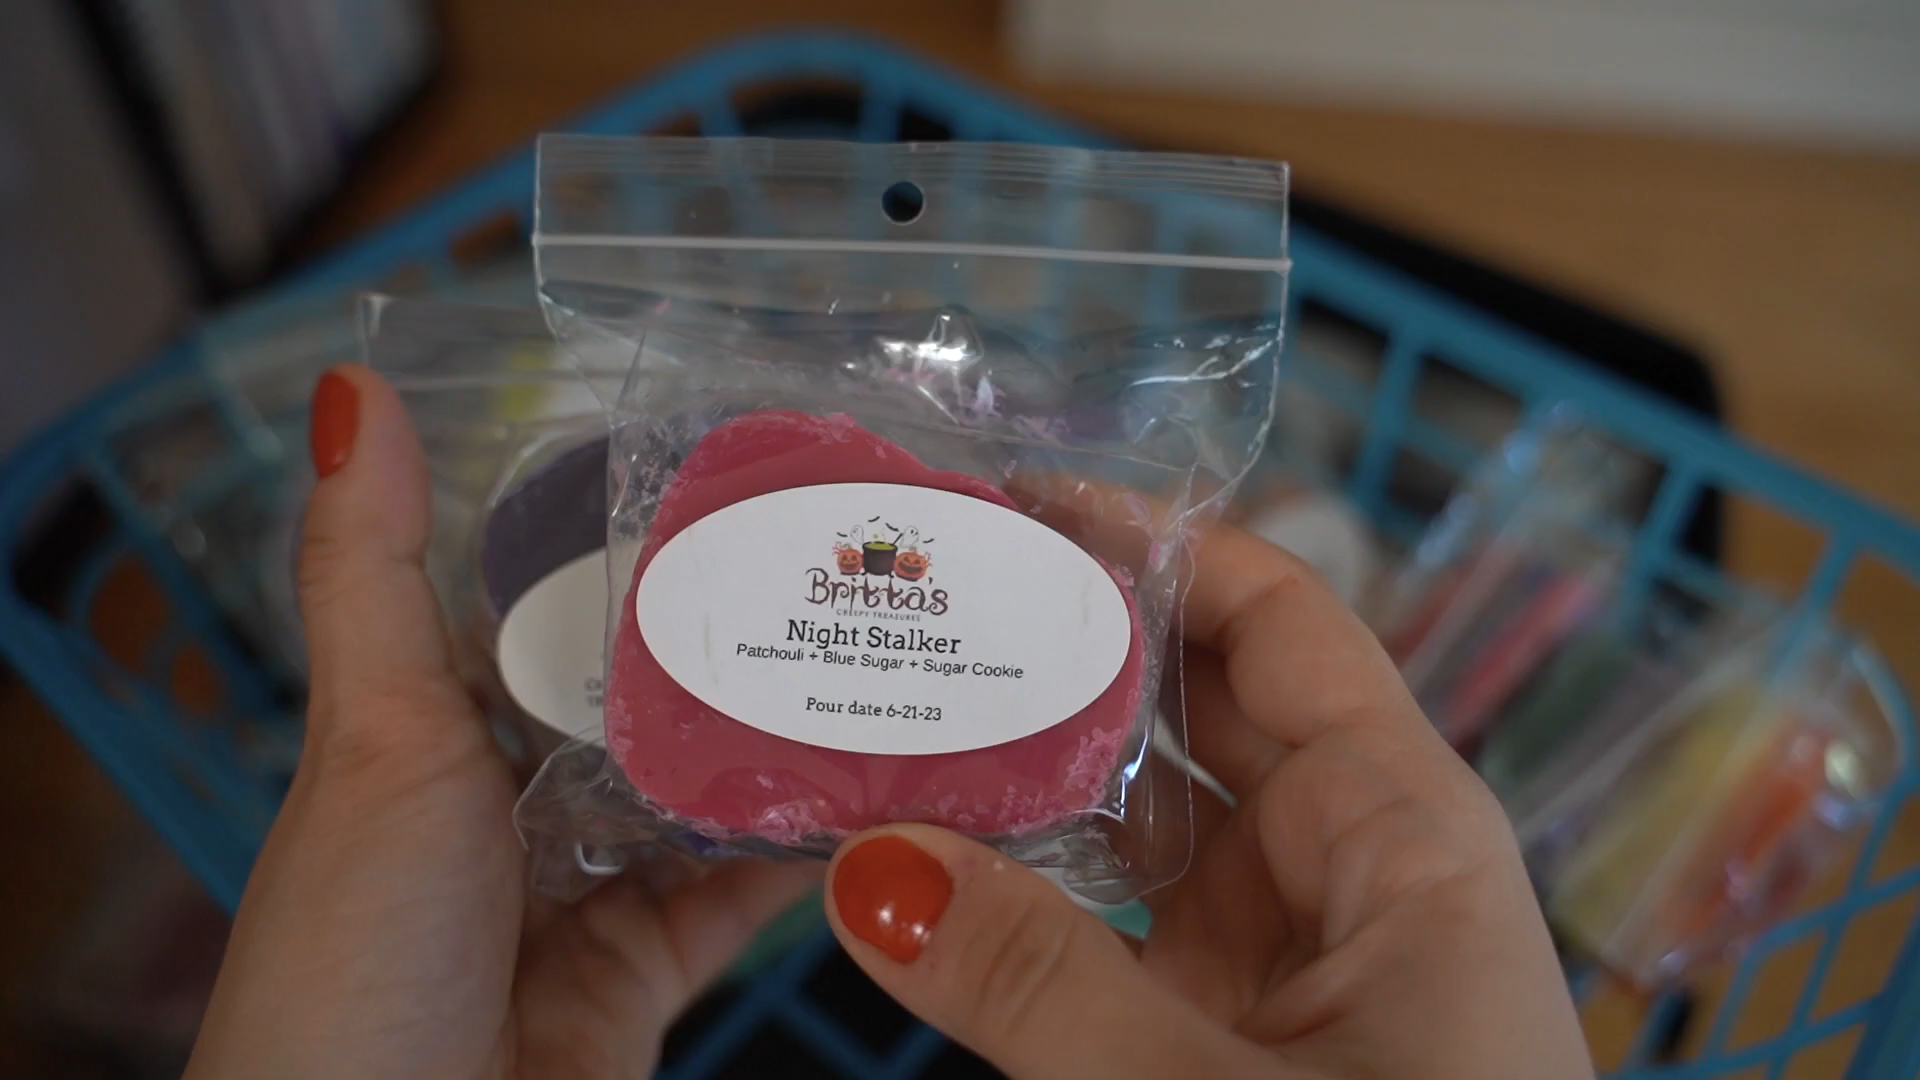 Britta's
CREEPY TREASURES
Night Stalker
Patchouli + Blue Sugar + Sugar Cookie
Pour date 6-21-23